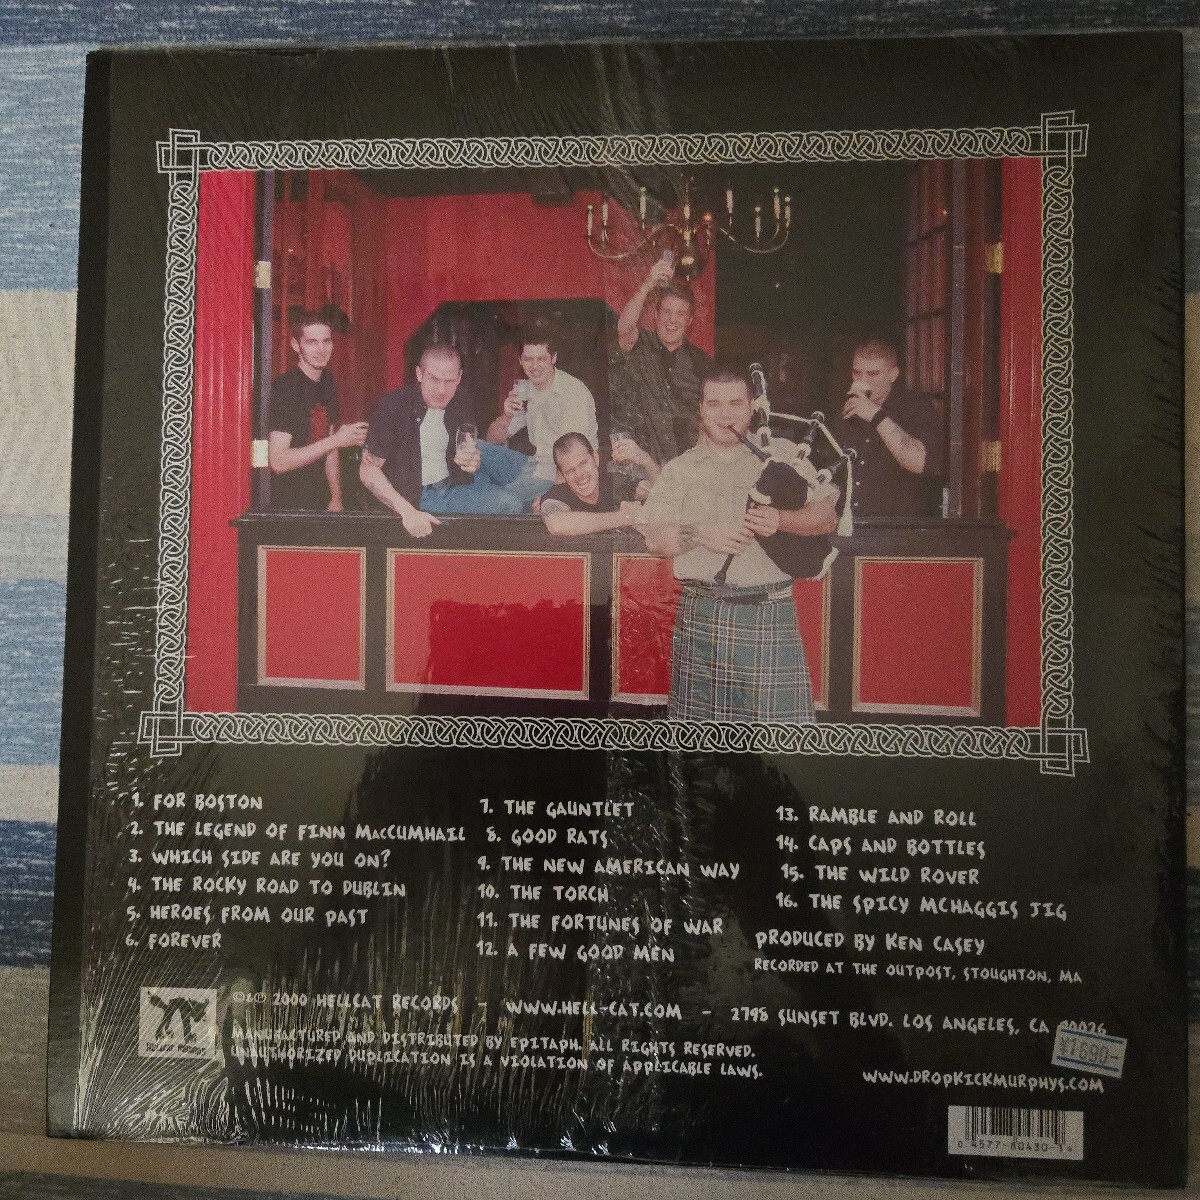 1. FOR BOSTON
2. THE LEGEND OF FINN MacCUMHAIL
3. WHICH SIDE ARE YOU ON?
4. THE ROCKY ROAD TO DUBLIN
5. HEROES FROM OUR PAST
6. FOREVER
7. THE GAUNTLET
8. GOOD RATS
9. THE NEW AMERICAN WAY
10. THE TORCH
11. THE FORTUNES OF WAR
12. A FEW GOOD MEN
13. RAMBLE AND ROLL
14. CAPS AND BOTTLES
15. THE WILD ROVER
16. THE SPICY MCHAGGIS JIG
PRODUCED BY KEN CASEY
RECORDED AT THE OUTPOST, STOUGHTON, MA
©&℗ 2000 HELLCAT RECORDS - WWW.HELL-CAT.COM - 2798 SUNSET BLVD. LOS ANGELES, CA 90026
MANUFACTURED AND DISTRIBUTED BY EPITAPH. ALL RIGHTS RESERVED.
UNAUTHORIZED DUPLICATION IS A VIOLATION OF APPLICABLE LAWS.
¥1690-
WWW.DROPKICKMURPHYS.COM
0 4577-80430-1